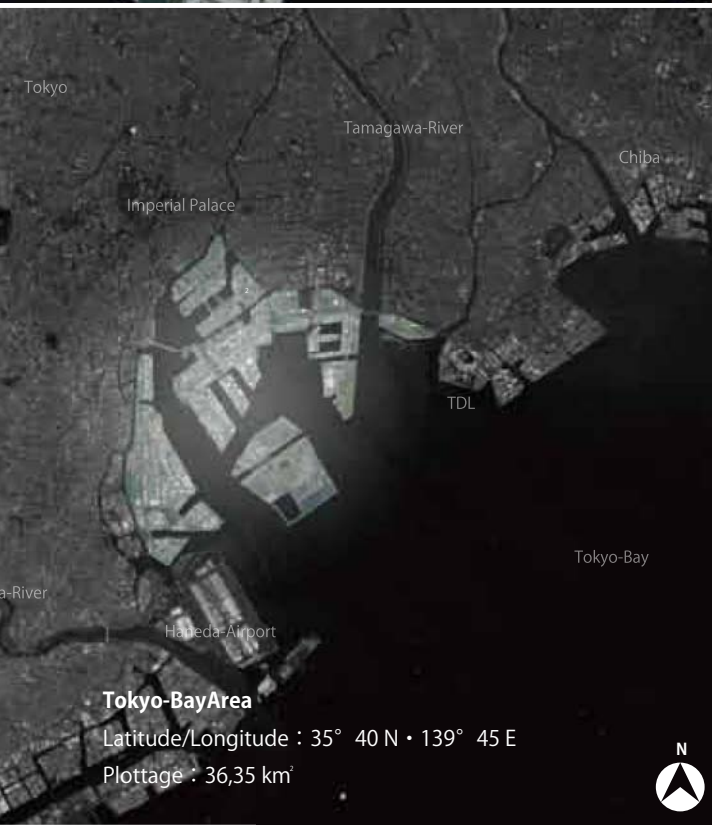 Tokyo
Tamagawa-River
Chiba
Imperial Palace
2
TDL
Tokyo-Bay
a-River
Haneda-Airport
Tokyo-BayArea
Latitude/Longitude：35° 40 N・139° 45 E
Plottage：36,35 km²
N